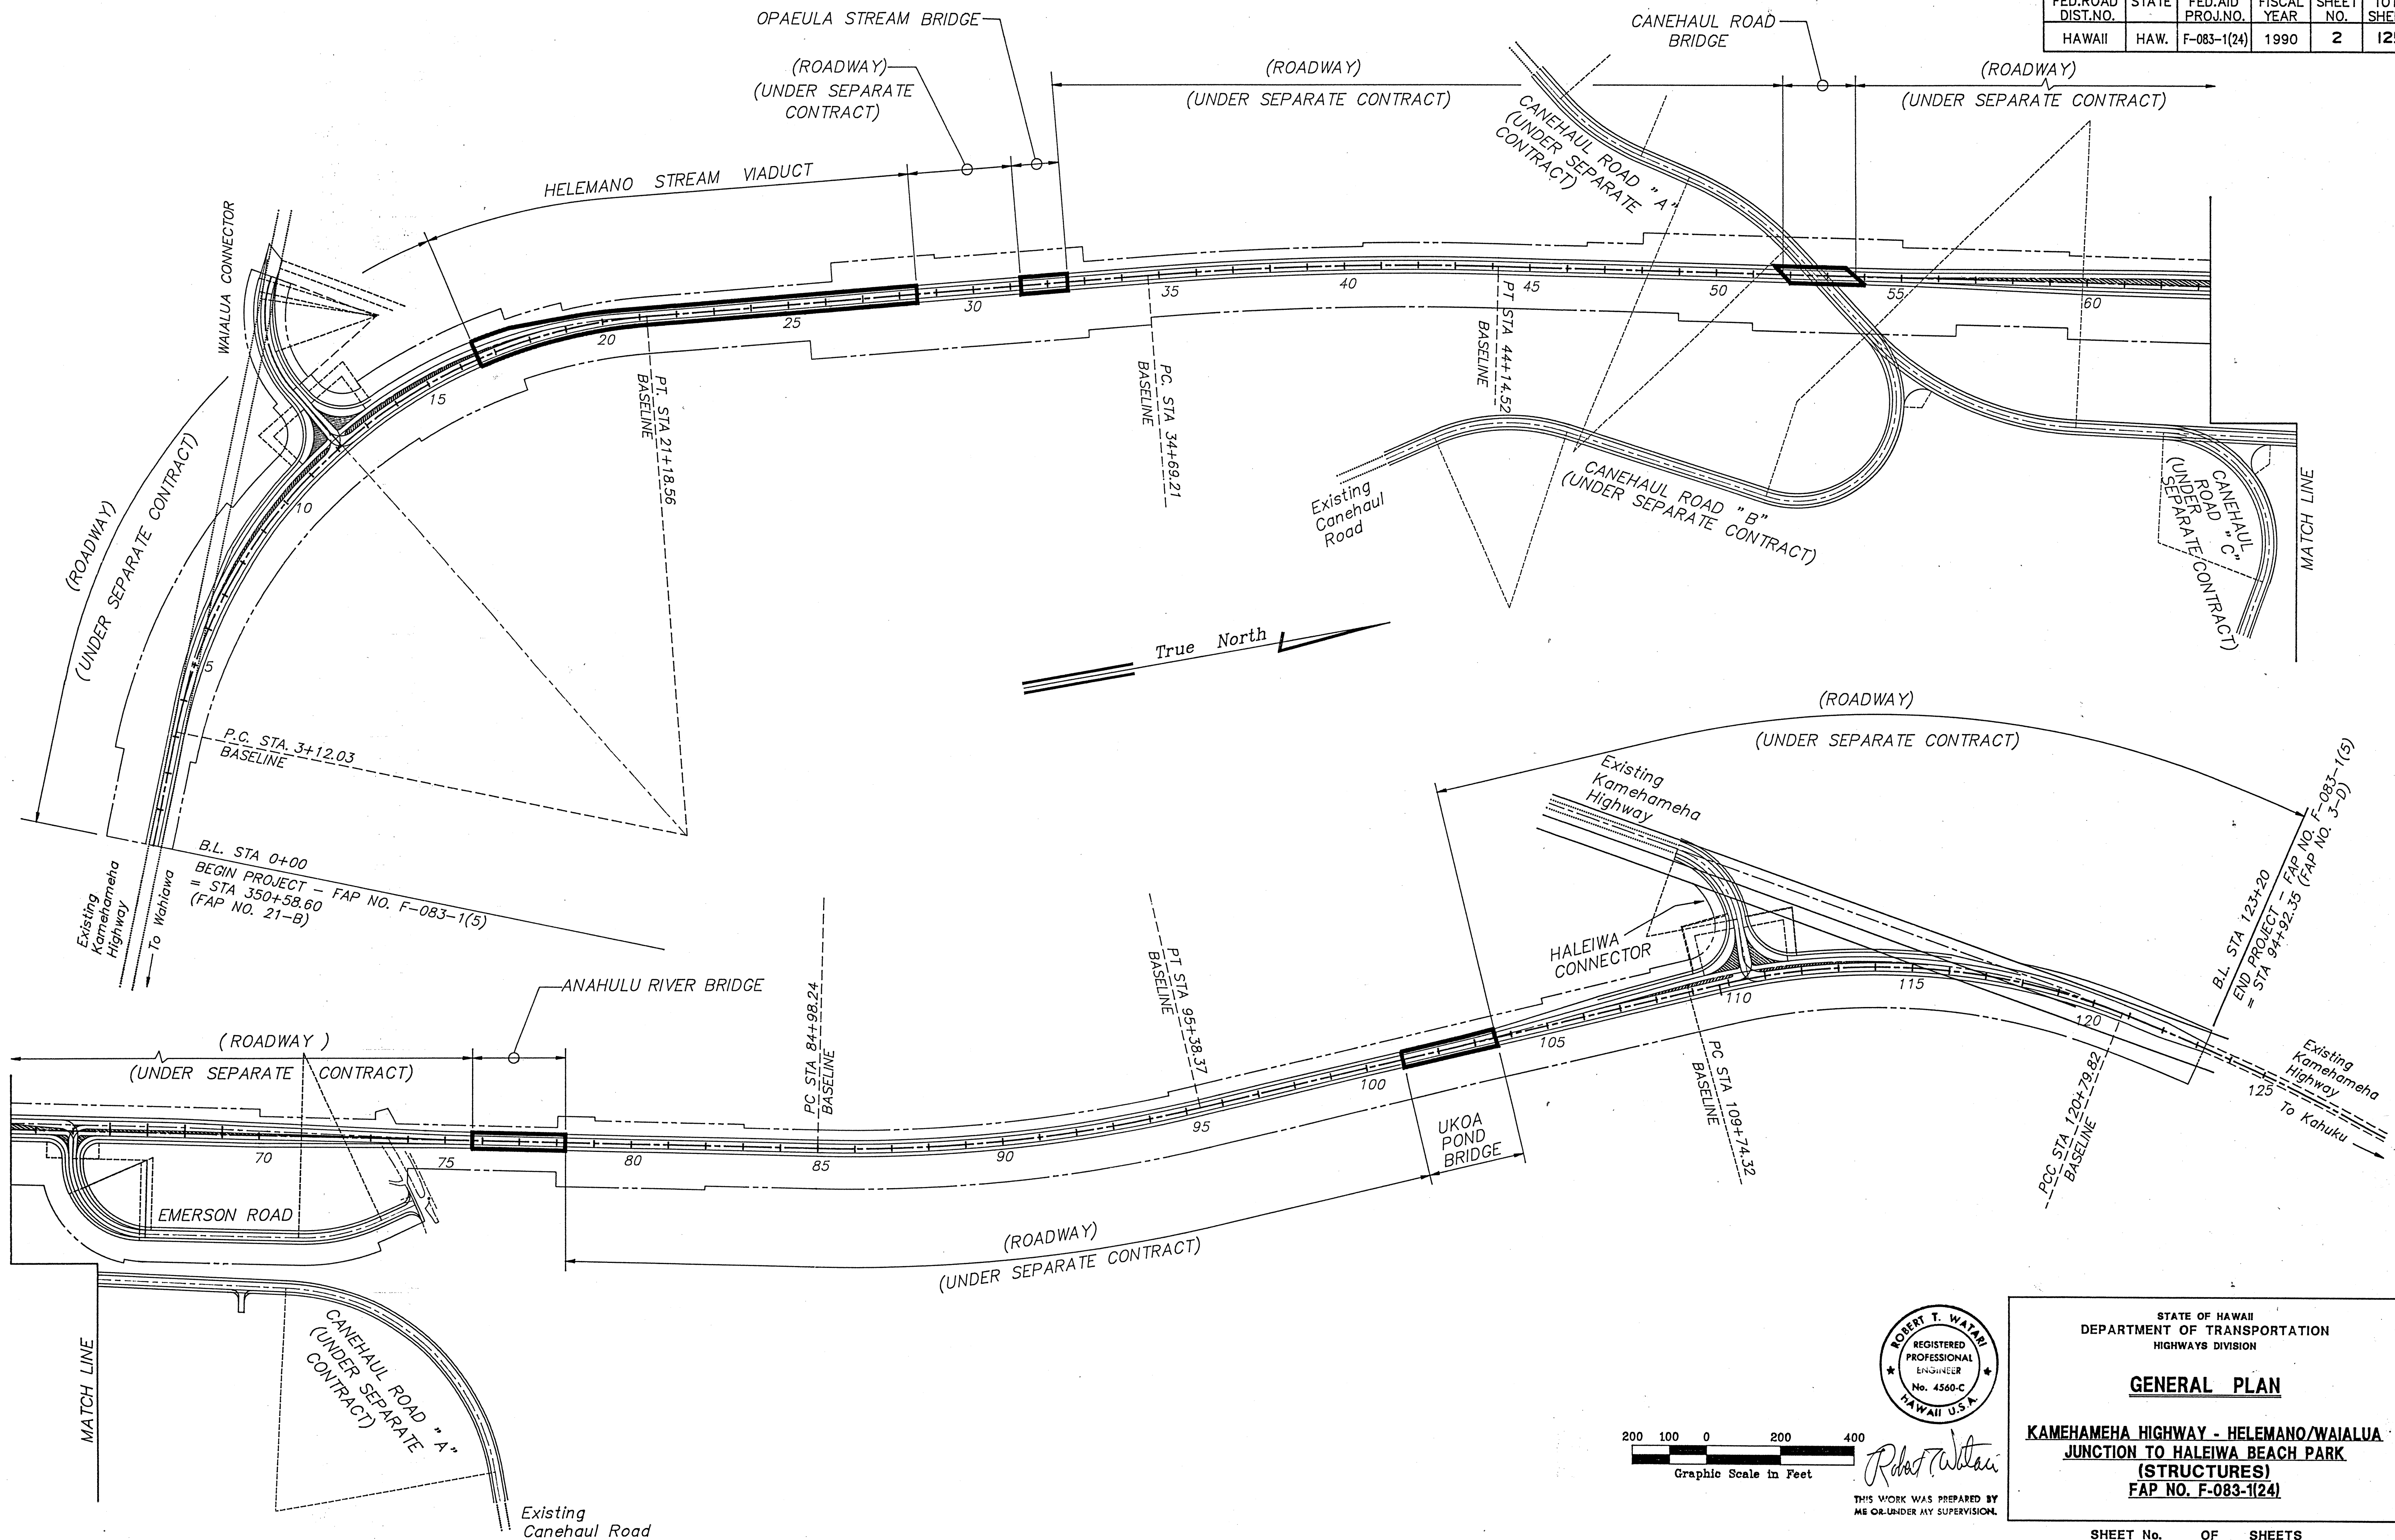 FED.ROAD DIST.NO.
STATE
FED.AID PROJ.NO.
FISCAL YEAR
SHEET NO.
HAWAII
HAW.
F-083-1(24)
1990
2
OPAEULA STREAM BRIDGE
(ROADWAY)
(UNDER SEPARATE
CONTRACT)
(ROADWAY)
(UNDER SEPARATE CONTRACT)
CANEHAUL ROAD
BRIDGE
(ROADWAY)
(UNDER SEPARATE CONTRACT)
HELEMANO STREAM VIADUCT
CANEHAUL ROAD "A"
(UNDER SEPARATE
CONTRACT)
WAIALUA CONNECTOR
5
10
15
20
25
30
35
40
45
50
55
60
PT. STA 21+18.56
BASELINE
PC. STA 34+69.21
BASELINE
PT STA 44+14.52
BASELINE
(ROADWAY)
(UNDER SEPARATE CONTRACT)
Existing
Canehaul
Road
CANEHAUL ROAD "B"
(UNDER SEPARATE CONTRACT)
CANEHAUL
ROAD "C"
(UNDER
SEPARATE CONTRACT)
MATCH LINE
True North
P.C. STA. 3+12.03
BASELINE
B.L. STA 0+00
BEGIN PROJECT - FAP NO. F-083-1(5)
= STA 350+58.60
(FAP NO. 21-B)
Existing
Kamehameha
Highway
To Wahiawa
(ROADWAY)
(UNDER SEPARATE CONTRACT)
Existing
Kamehameha
Highway
HALEIWA
CONNECTOR
B.L. STA 123+20
END PROJECT - FAP NO. F-083-1(5)
= STA 94+92.35 (FAP NO. 3-D)
ANAHULU RIVER BRIDGE
(ROADWAY)
(UNDER SEPARATE CONTRACT)
PC STA 84+98.24
BASELINE
PT STA 95+38.37
BASELINE
70
75
80
85
90
95
100
105
110
115
120
125
Existing
Kamehameha
Highway
To Kahuku
UKOA
POND
BRIDGE
PC STA 109+74.32
BASELINE
PCC STA 120+79.82
BASELINE
EMERSON ROAD
(ROADWAY)
(UNDER SEPARATE CONTRACT)
MATCH LINE
CANEHAUL ROAD "A"
(UNDER SEPARATE
CONTRACT)
Existing
Canehaul Road
200 100 0 200 400
Graphic Scale in Feet
ROBERT T. WATARI
REGISTERED
PROFESSIONAL
ENGINEER
No. 4560-C
HAWAII U.S.A.
Robert T. Watari
THIS WORK WAS PREPARED BY
ME OR UNDER MY SUPERVISION.
STATE OF HAWAII
DEPARTMENT OF TRANSPORTATION
HIGHWAYS DIVISION
GENERAL PLAN
KAMEHAMEHA HIGHWAY - HELEMANO/WAIALUA
JUNCTION TO HALEIWA BEACH PARK
(STRUCTURES)
FAP NO. F-083-1(24)
SHEET No. OF SHEETS